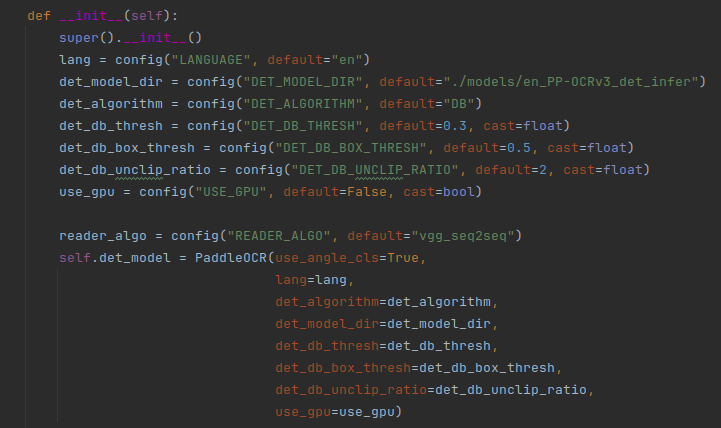 def __init__(self):
super().__init__()
lang = config("LANGUAGE", default="en")
det_model_dir = config("DET_MODEL_DIR", default="./models/en_PP-OCRv3_det_infer")
det_algorithm = config("DET_ALGORITHM", default="DB")
det_db_thresh = config("DET_DB_THRESH", default=0.3, cast=float)
det_db_box_thresh = config("DET_DB_BOX_THRESH", default=0.5, cast=float)
det_db_unclip_ratio = config("DET_DB_UNCLIP_RATIO", default=2, cast=float)
use_gpu = config("USE_GPU", default=False, cast=bool)
reader_algo = config("READER_ALGO", default="vgg_seq2seq")
self.det_model = PaddleOCR(use_angle_cls=True,
lang=lang,
det_algorithm=det_algorithm,
det_model_dir=det_model_dir,
det_db_thresh=det_db_thresh,
det_db_box_thresh=det_db_box_thresh,
det_db_unclip_ratio=det_db_unclip_ratio,
use_gpu=use_gpu)